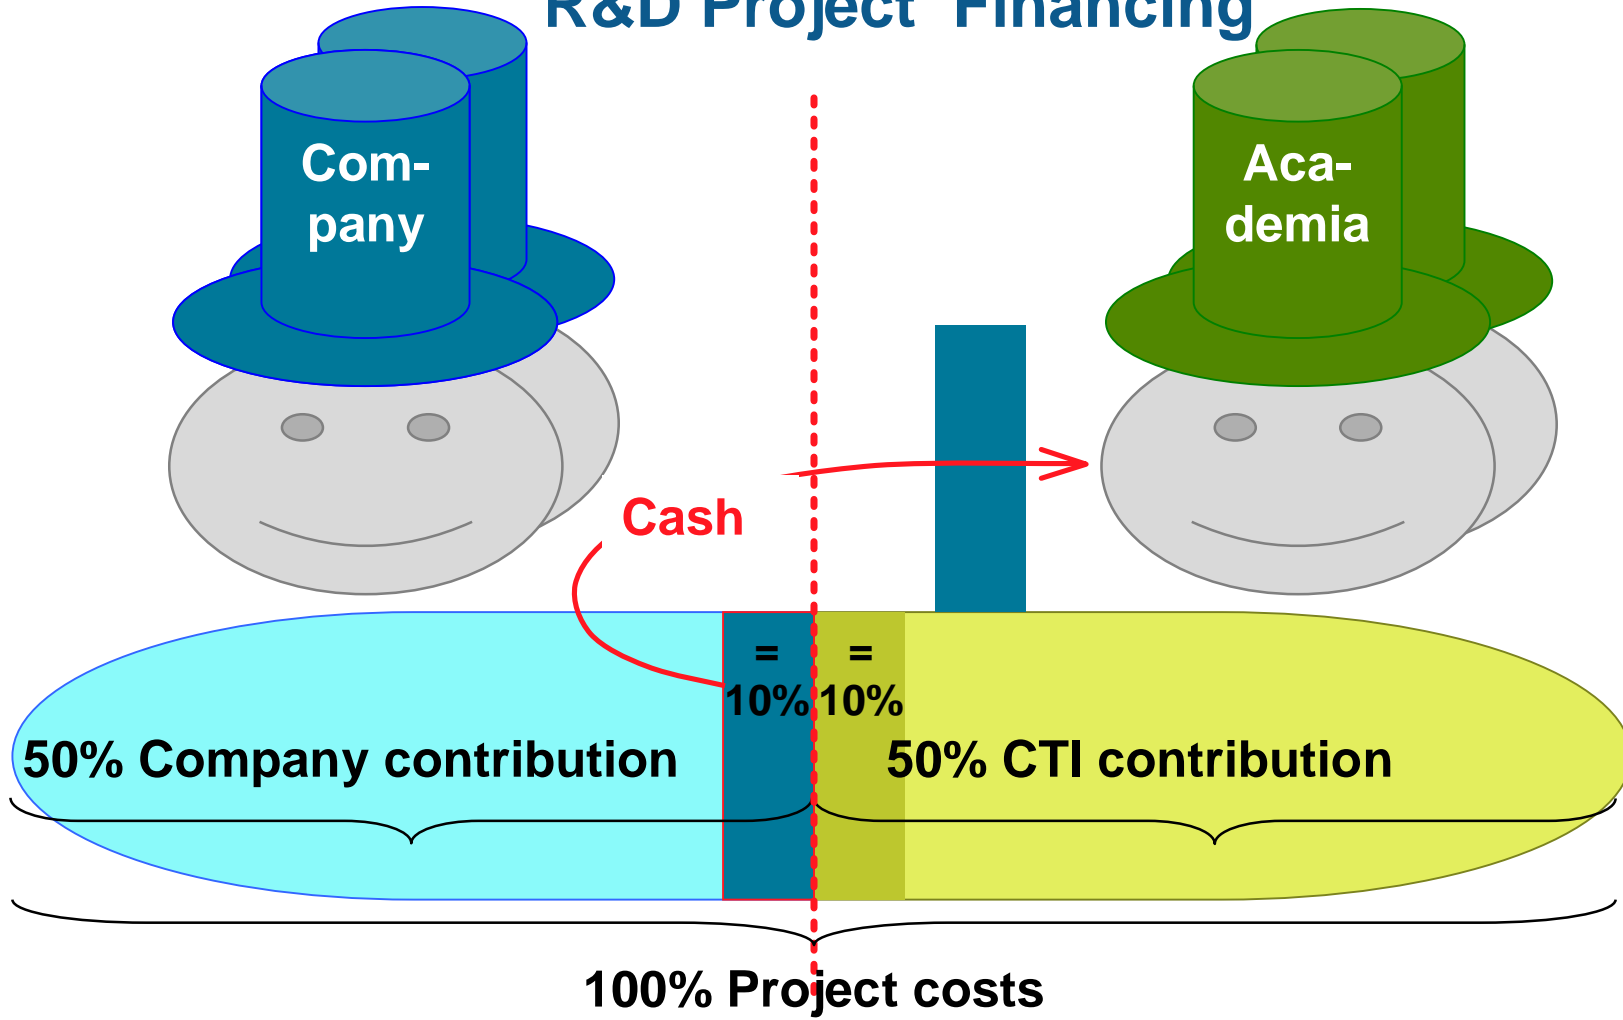 R&D Project Financing
Com-
pany
Aca-
demia
Cash
= =
10% 10%
50% Company contribution 50% CTI contribution
100% Project costs